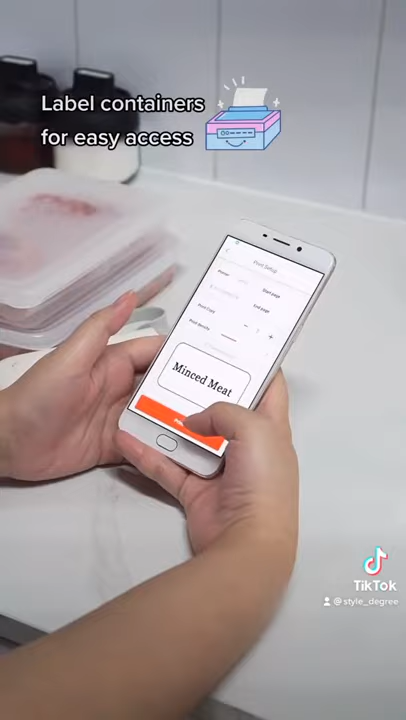 Label containers
for easy access
Print Setup
Start page
End page
Minced Meat
TikTok
@style_degree